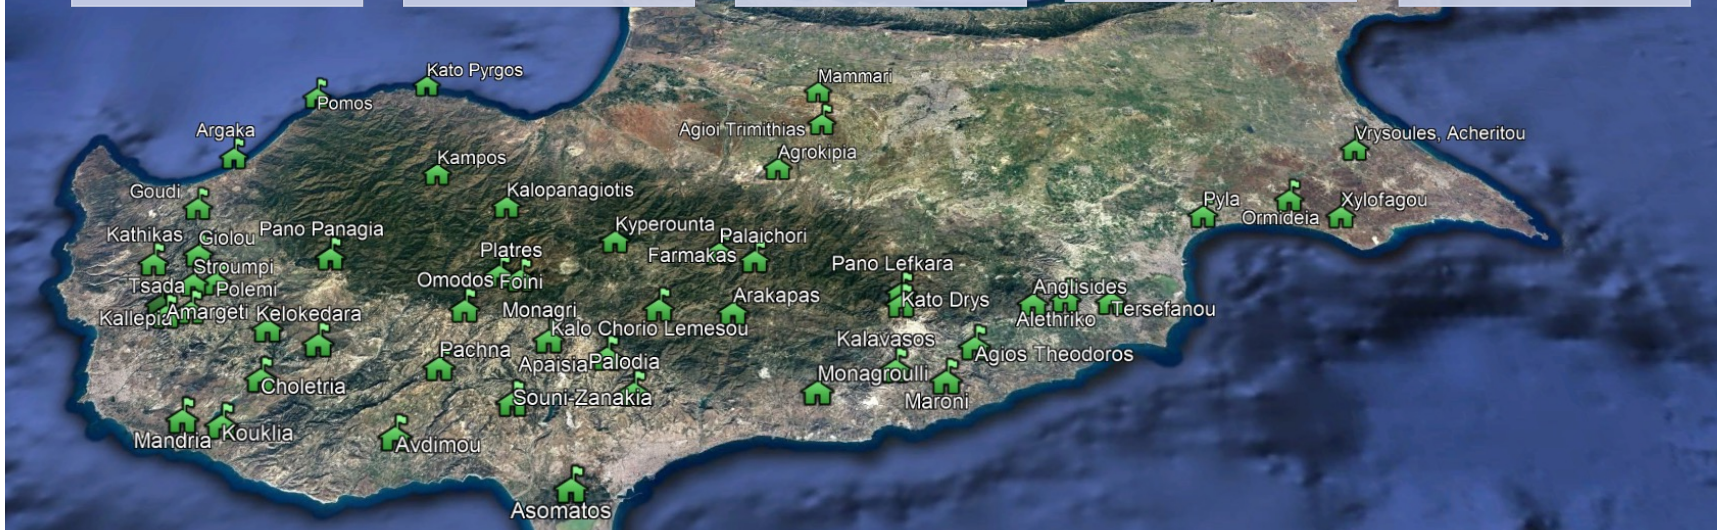 Kato Pyrgos
Mammari
Pomos
Argaka
Agioi Trimithias
Vrysoules, Acheritou
Agrokipia
Kampos
Goudi
Kalopanagiotis
Pyla
Xylofagou
Ormideia
Kyperounta
Pano Panagia
Kathikas
Giolou
Palaichori
Platres
Farmakas
Pano Lefkara
Stroumpi
Omodos
Foini
Tsada
Polemi
Anglisides
Arakapas
Kato Drys
Monagri
Tersefanou
Amargeti
Kelokedara
Kallepia
Alethriko
Kalo Chorio Lemesou
Kalavasos
Pachna
Agios Theodoros
Apaisia
Palodia
Monagroulli
Choletria
Souni-Zanakia
Maroni
Kouklia
Mandria
Avdimou
Asomatos